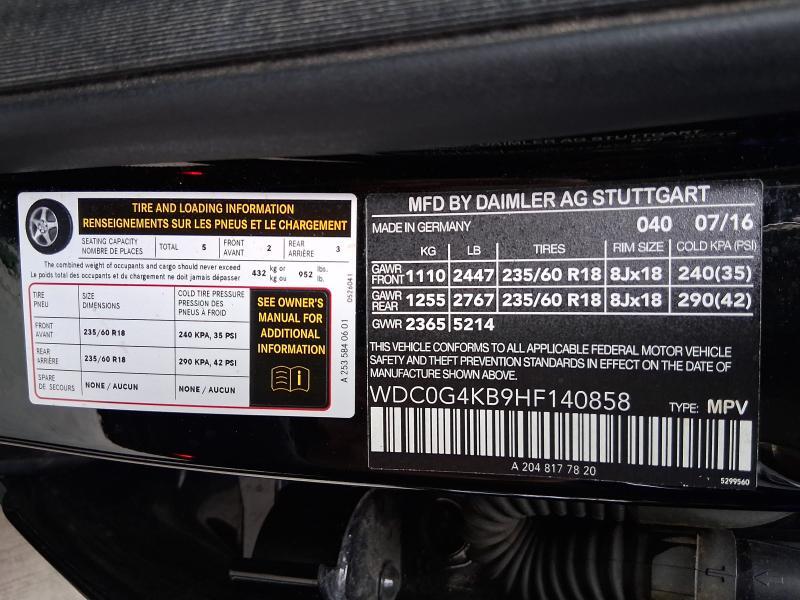 TIRE AND LOADING INFORMATION
RENSEIGNEMENTS SUR LES PNEUS ET LE CHARGEMENT
SEATING CAPACITY TOTAL 5 FRONT 2 REAR 3
NOMBRE DE PLACES AVANT ARRIÈRE
The combined weight of occupants and cargo should never exceed 432 kg or 952 lbs.
Le poids total des occupants et du chargement ne doit jamais dépasser kg ou lb.
TIRE SIZE COLD TIRE PRESSURE
PNEU DIMENSIONS PRESSION DES
PNEUS À FROID
FRONT 235/60 R18 240 KPA, 35 PSI
AVANT
REAR 235/60 R18 290 KPA, 42 PSI
ARRIÈRE
SPARE NONE / AUCUN NONE / AUCUN
DE SECOURS
SEE OWNER'S
MANUAL FOR
ADDITIONAL
INFORMATION
0526041
A 253 584 06 01
DAIMLER AG STUTTGART
MFD BY DAIMLER AG STUTTGART
MADE IN GERMANY 040 07/16
KG LB TIRES RIM SIZE COLD KPA (PSI)
GAWR FRONT 1110 2447 235/60 R18 8Jx18 240(35)
GAWR REAR 1255 2767 235/60 R18 8Jx18 290(42)
GVWR 2365 5214
THIS VEHICLE CONFORMS TO ALL APPLICABLE FEDERAL MOTOR VEHICLE
SAFETY AND THEFT PREVENTION STANDARDS IN EFFECT ON THE DATE OF
MANUFACTURE SHOWN ABOVE.
WDC0G4KB9HF140858 TYPE: MPV
A 204 817 78 20
5299560